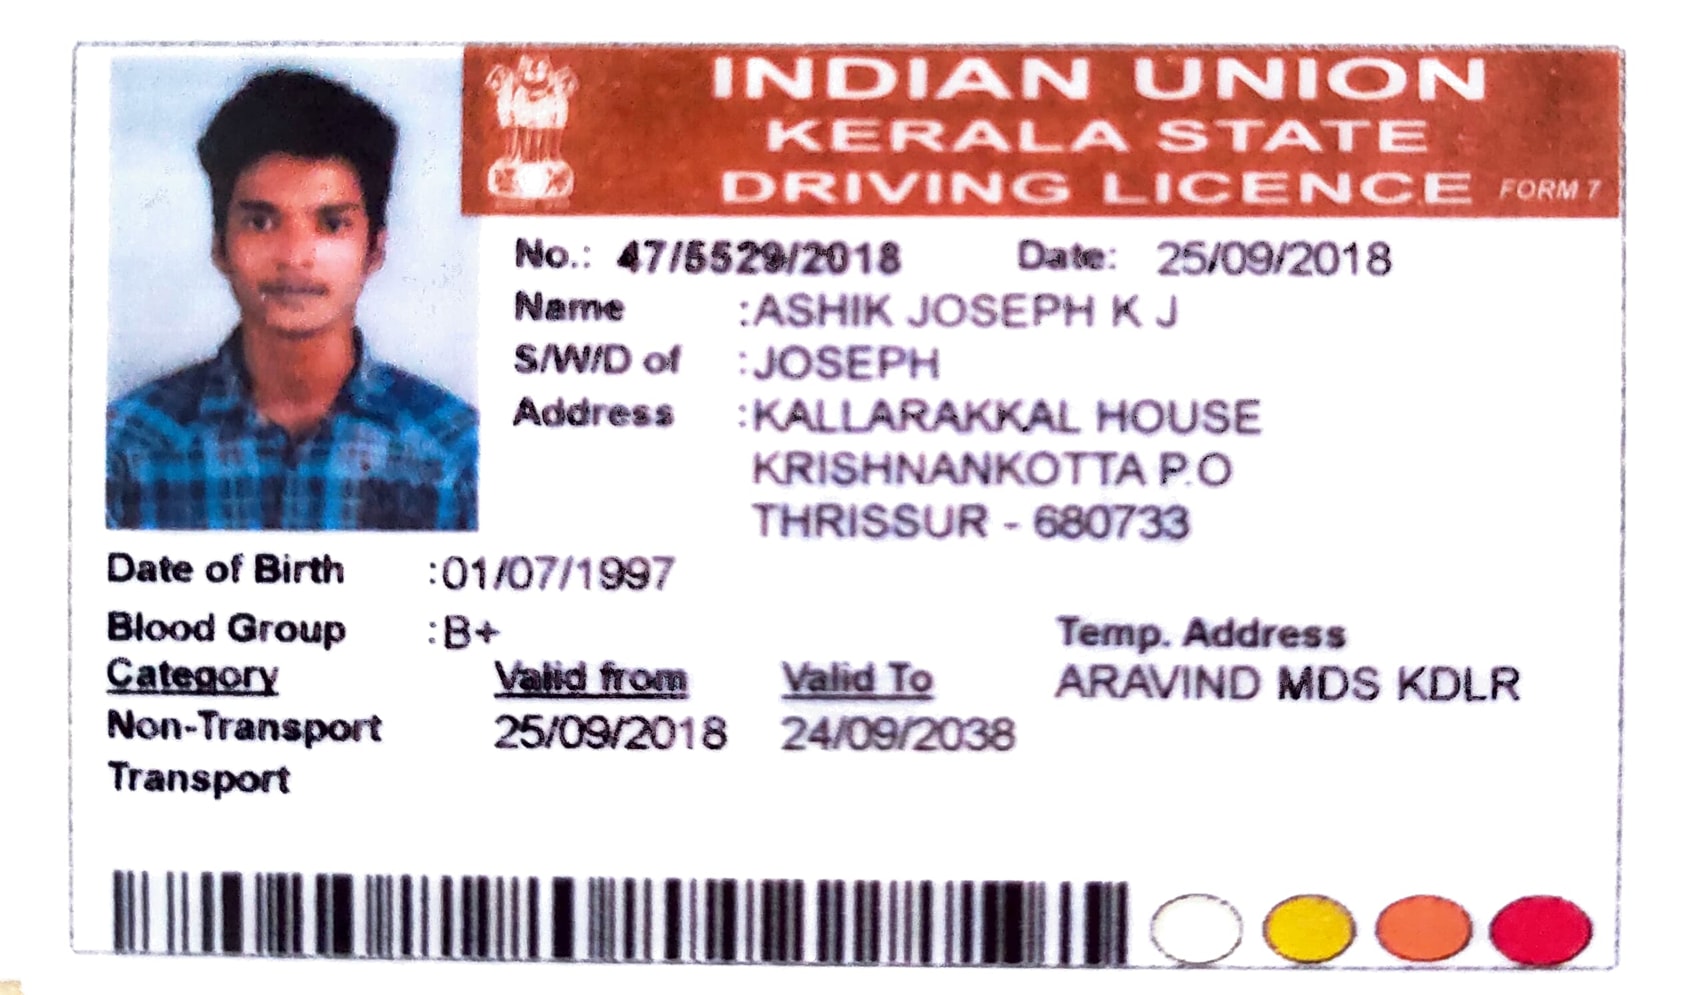 INDIAN UNION
KERALA STATE
DRIVING LICENCE FORM 7
No.: 47/5529/2018 Date: 25/09/2018
Name :ASHIK JOSEPH K J
S/W/D of :JOSEPH
Address :KALLARAKKAL HOUSE
KRISHNANKOTTA P.O
THRISSUR - 680733
Date of Birth :01/07/1997
Blood Group :B+
Temp. Address
ARAVIND MDS KDLR
Category Valid from Valid To
Non-Transport 25/09/2018 24/09/2038
Transport